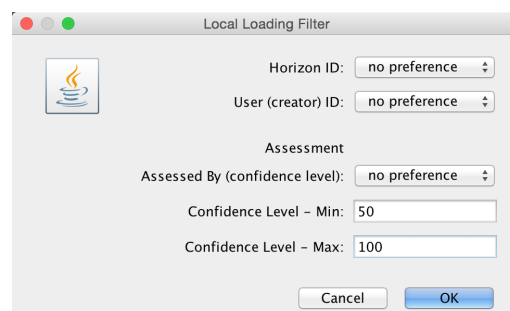 Local Loading Filter
Horizon ID: no preference
User (creator) ID: no preference
Assessment
Assessed By (confidence level): no preference
Confidence Level – Min: 50
Confidence Level – Max: 100
Cancel OK